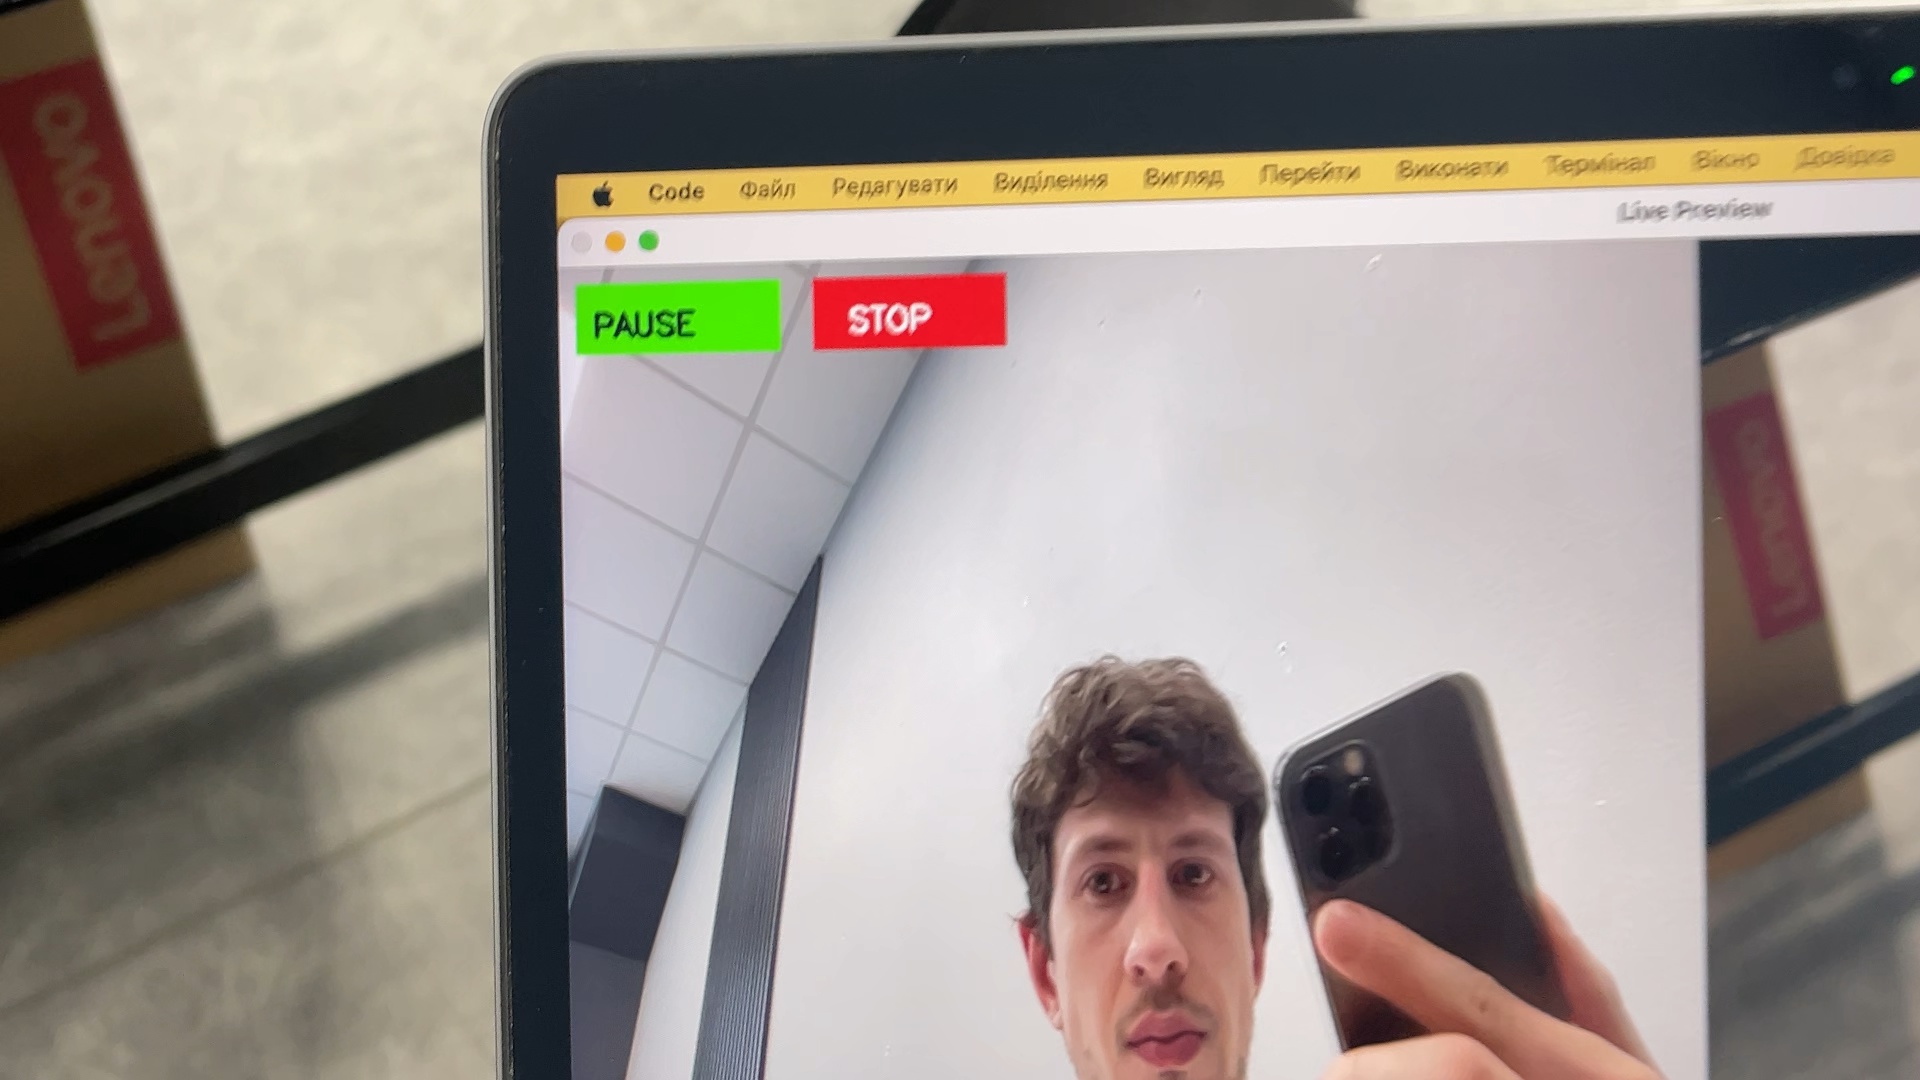 Lenovo
Code Файл Редагувати Виділення Вигляд Перейти Виконати Термінал Вікно Довідка
Live Preview
PAUSE STOP
Lenovo